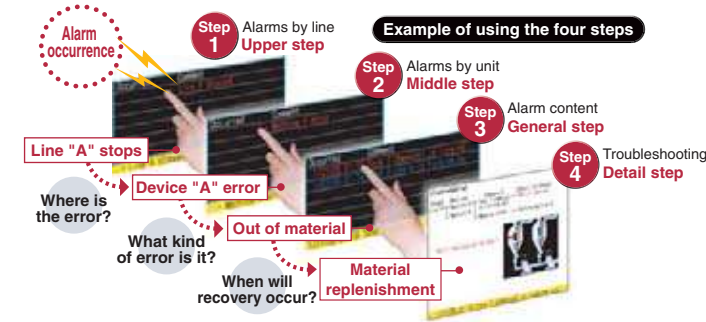 Alarm
occurrence
Step
1
Alarms by line
Upper step
Example of using the four steps
Step
2
Alarms by unit
Middle step
Step
3
Alarm content
General step
Step
4
Troubleshooting
Detail step
Line "A" stops
Where is
the error?
Device "A" error
What kind
of error is it?
Out of material
When will
recovery occur?
Material
replenishment